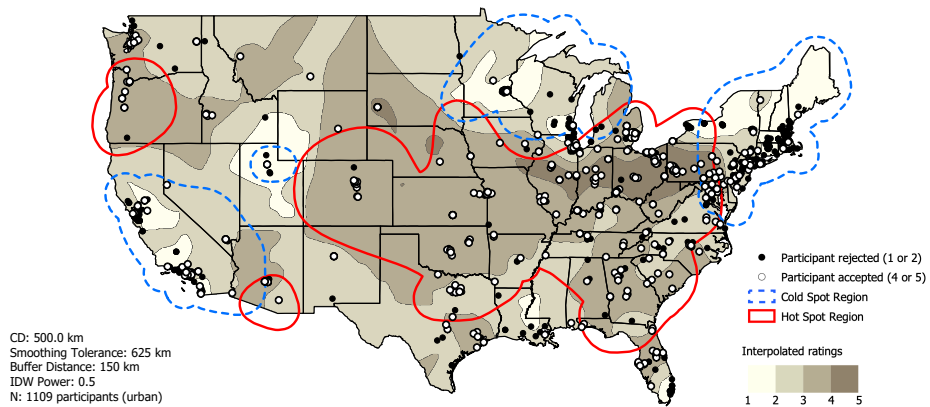 Participant rejected (1 or 2)
Participant accepted (4 or 5)
Cold Spot Region
Hot Spot Region
CD: 500.0 km
Smoothing Tolerance: 625 km
Buffer Distance: 150 km
IDW Power: 0.5
N: 1109 participants (urban)
Interpolated ratings
1 2 3 4 5